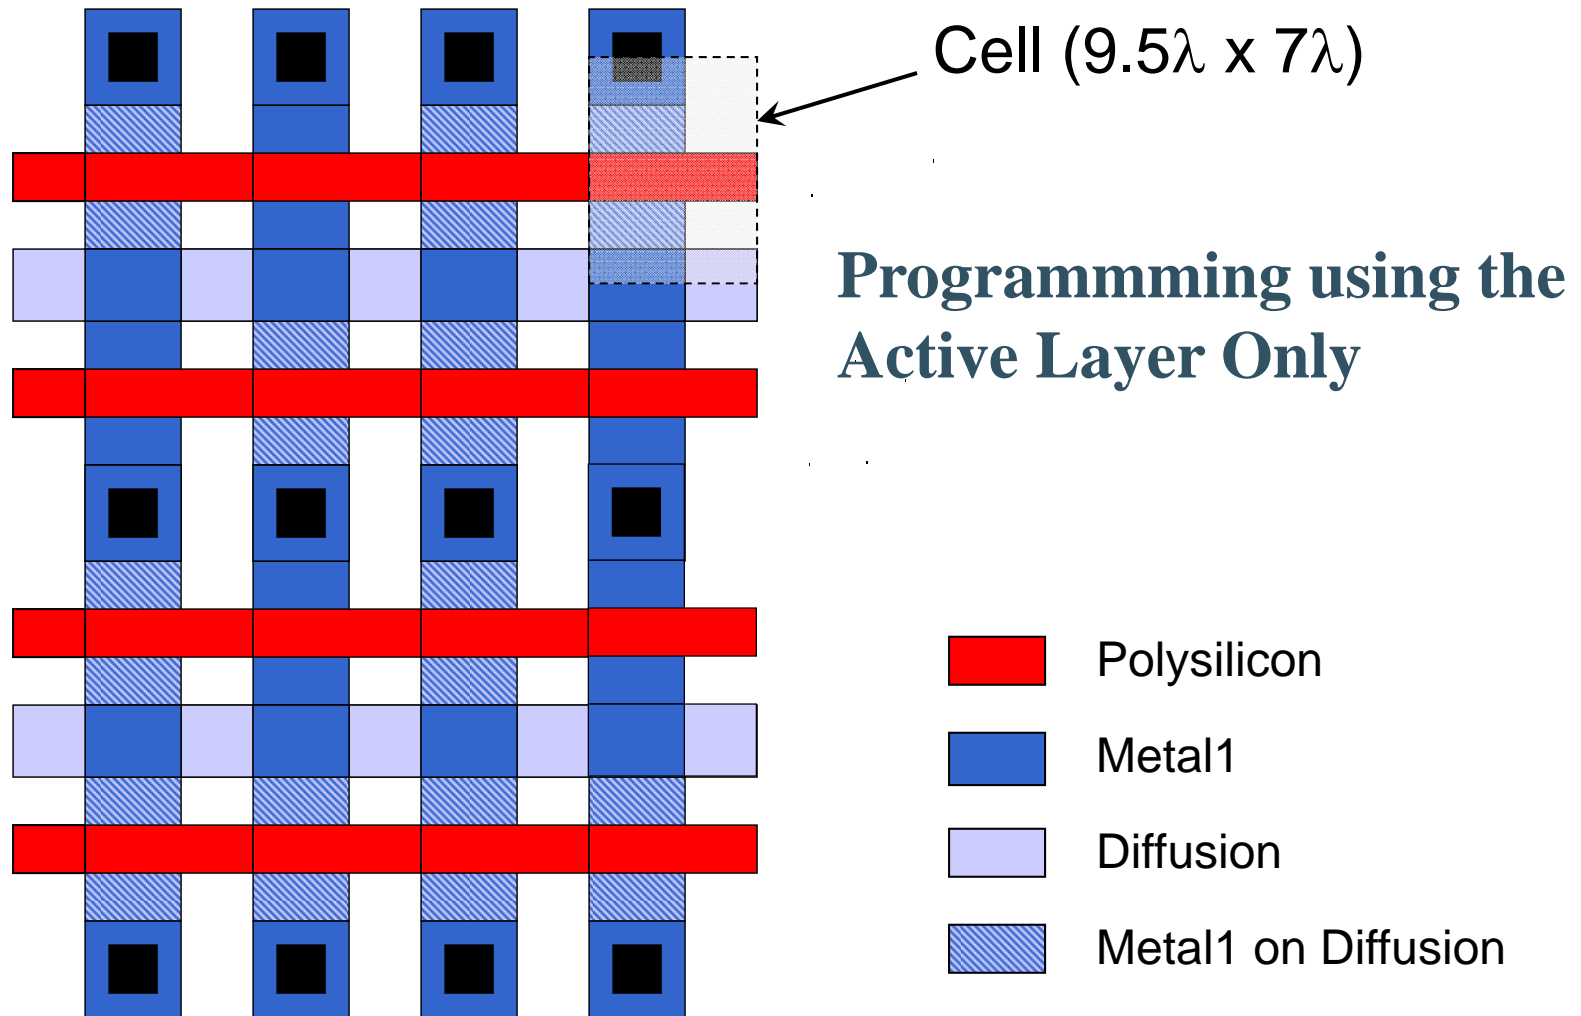 Cell (9.5λ x 7λ)
Programmming using the
Active Layer Only
Polysilicon
Metal1
Diffusion
Metal1 on Diffusion